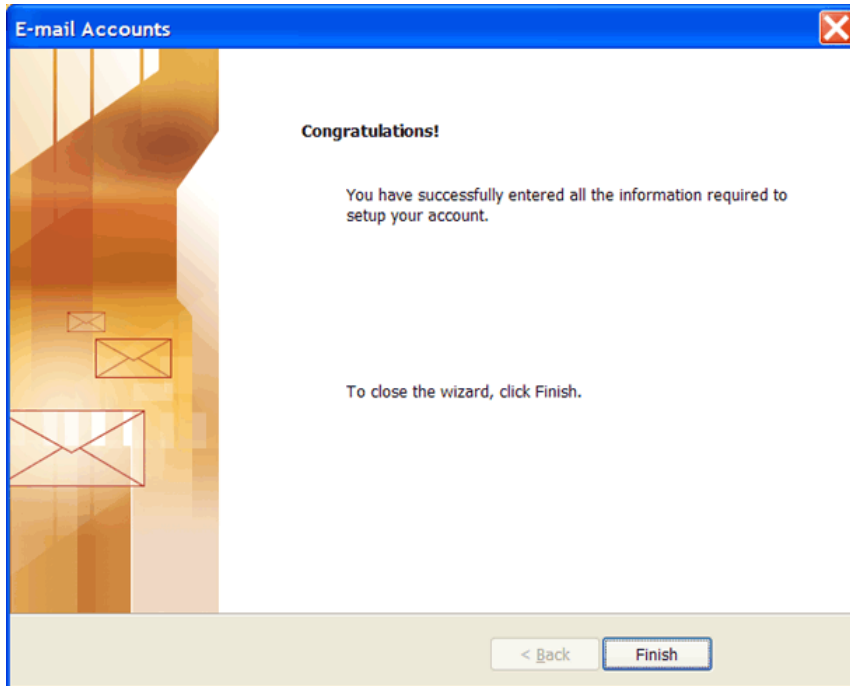 E-mail Accounts
Congratulations!
You have successfully entered all the information required to
setup your account.
To close the wizard, click Finish.
< Back
Finish